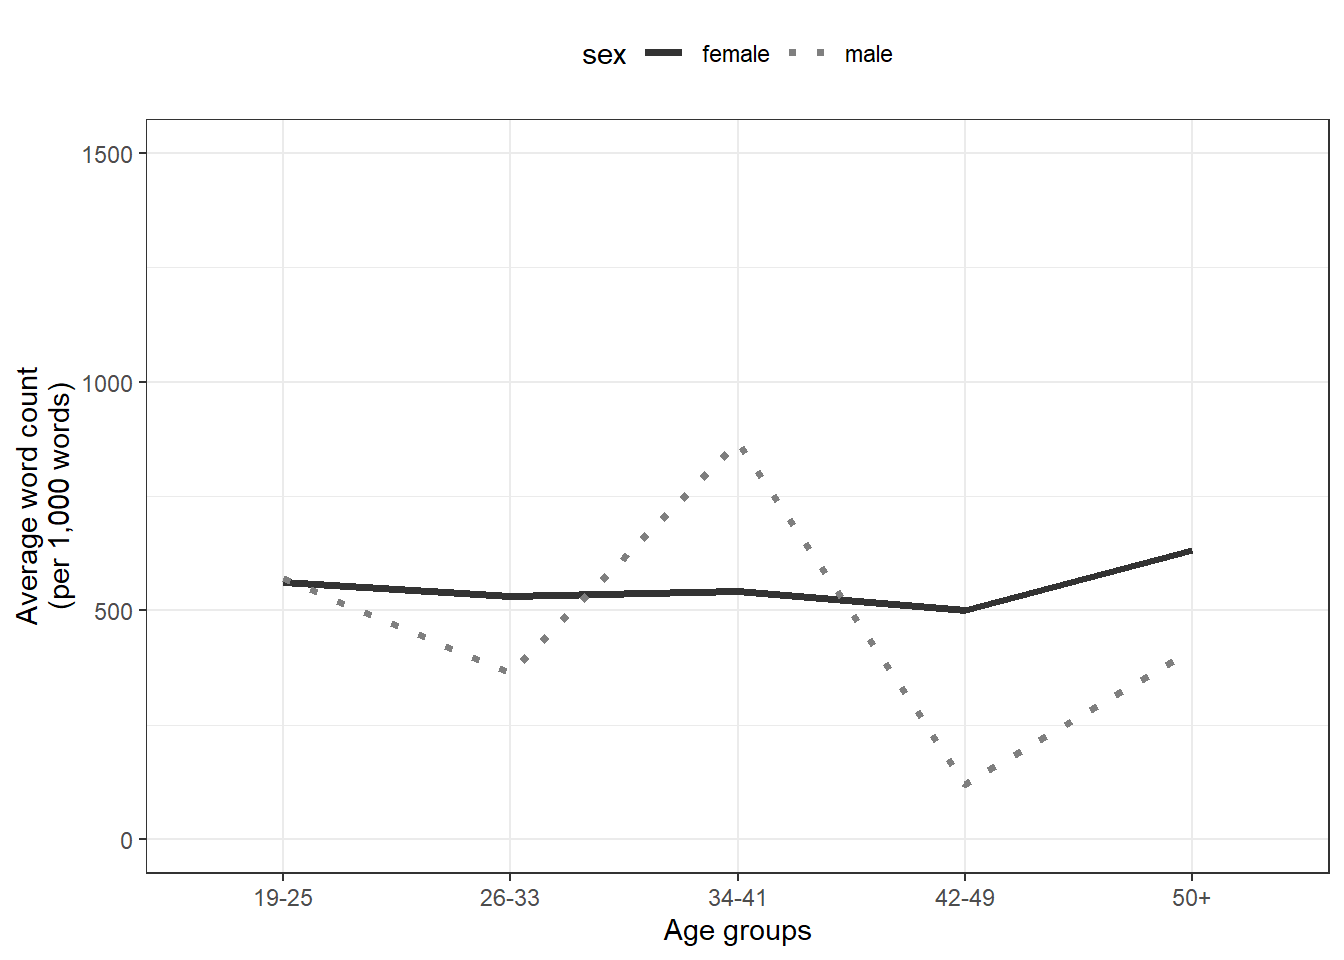 sex female male
1500
1000
500
0
Average word count
(per 1,000 words)
19-25 26-33 34-41 42-49 50+
Age groups